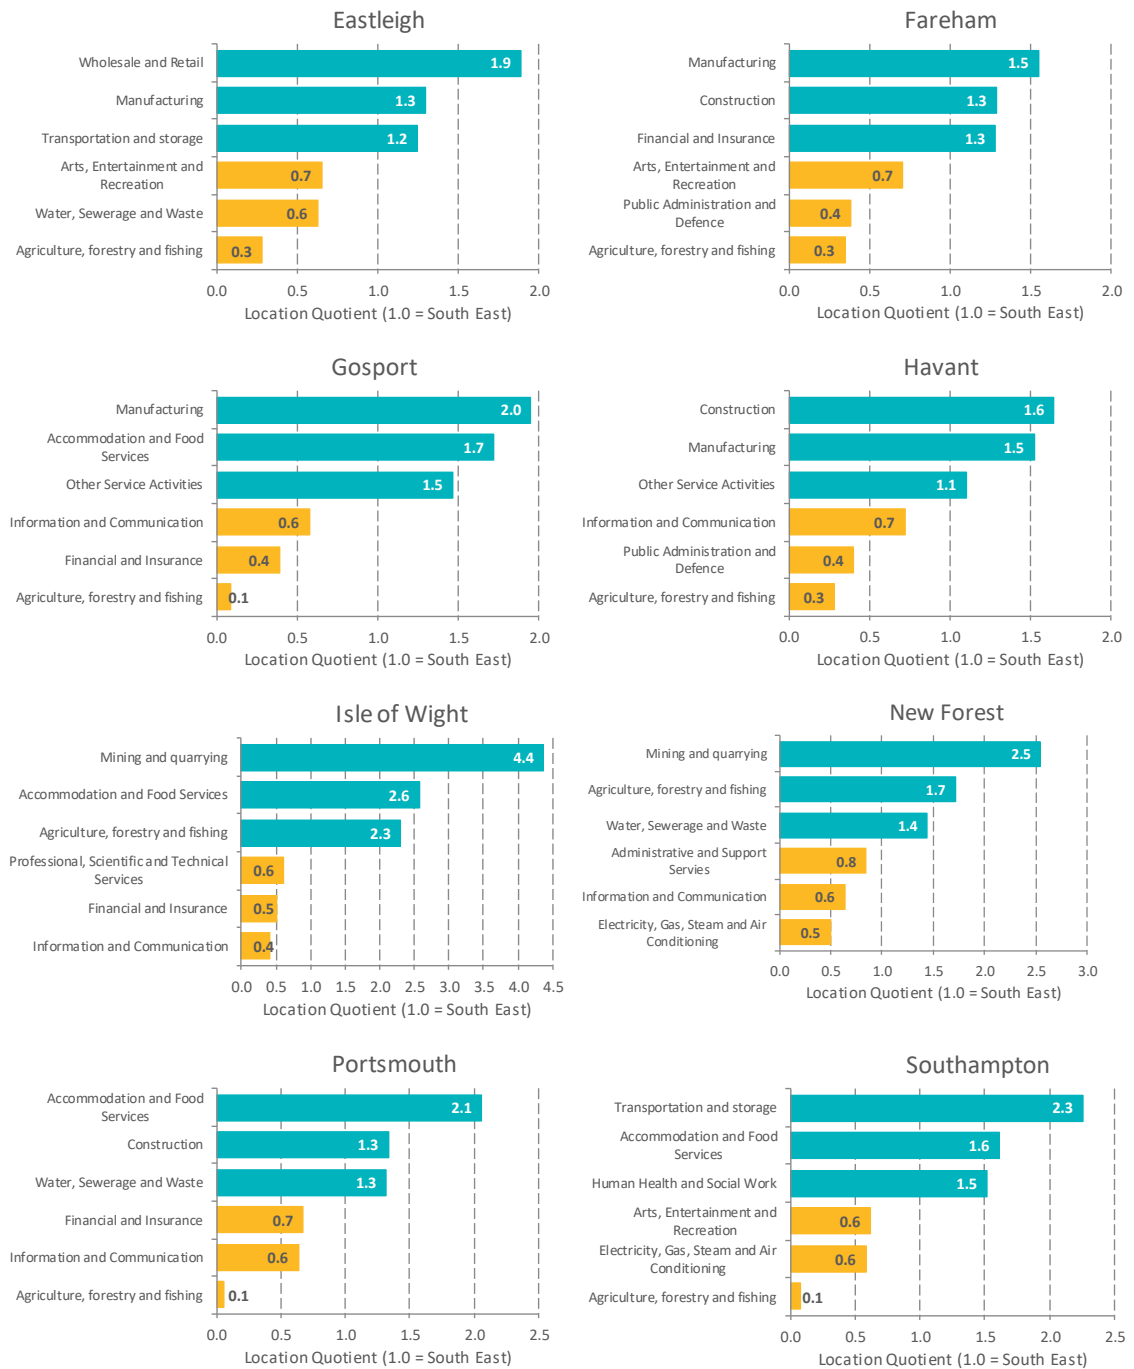 Eastleigh
Wholesale and Retail
1.9
Manufacturing
1.3
Transportation and storage
1.2
Arts, Entertainment and
Recreation
0.7
Water, Sewerage and Waste
0.6
Agriculture, forestry and fishing
0.3
0.0 0.5 1.0 1.5 2.0
Location Quotient (1.0 = South East)
Fareham
Manufacturing
1.5
Construction
1.3
Financial and Insurance
1.3
Arts, Entertainment and
Recreation
0.7
Public Administration and
Defence
0.4
Agriculture, forestry and fishing
0.3
0.0 0.5 1.0 1.5 2.0
Location Quotient (1.0 = South East)
Gosport
Manufacturing
2.0
Accommodation and Food
Services
1.7
Other Service Activities
1.5
Information and Communication
0.6
Financial and Insurance
0.4
Agriculture, forestry and fishing
0.1
0.0 0.5 1.0 1.5 2.0
Location Quotient (1.0 = South East)
Havant
Construction
1.6
Manufacturing
1.5
Other Service Activities
1.1
Information and Communication
0.7
Public Administration and
Defence
0.4
Agriculture, forestry and fishing
0.3
0.0 0.5 1.0 1.5 2.0
Location Quotient (1.0 = South East)
Isle of Wight
Mining and quarrying
4.4
Accommodation and Food Services
2.6
Agriculture, forestry and fishing
2.3
Professional, Scientific and Technical
Services
0.6
Financial and Insurance
0.5
Information and Communication
0.4
0.0 0.5 1.0 1.5 2.0 2.5 3.0 3.5 4.0 4.5
Location Quotient (1.0 = South East)
New Forest
Mining and quarrying
2.5
Agriculture, forestry and fishing
1.7
Water, Sewerage and Waste
1.4
Administrative and Support
Servies
0.8
Information and Communication
0.6
Electricity, Gas, Steam and Air
Conditioning
0.5
0.0 0.5 1.0 1.5 2.0 2.5 3.0
Location Quotient (1.0 = South East)
Portsmouth
Accommodation and Food
Services
2.1
Construction
1.3
Water, Sewerage and Waste
1.3
Financial and Insurance
0.7
Information and Communication
0.6
Agriculture, forestry and fishing
0.1
0.0 0.5 1.0 1.5 2.0 2.5
Location Quotient (1.0 = South East)
Southampton
Transportation and storage
2.3
Accommodation and Food
Services
1.6
Human Health and Social Work
1.5
Arts, Entertainment and
Recreation
0.6
Electricity, Gas, Steam and Air
Conditioning
0.6
Agriculture, forestry and fishing
0.1
0.0 0.5 1.0 1.5 2.0 2.5
Location Quotient (1.0 = South East)